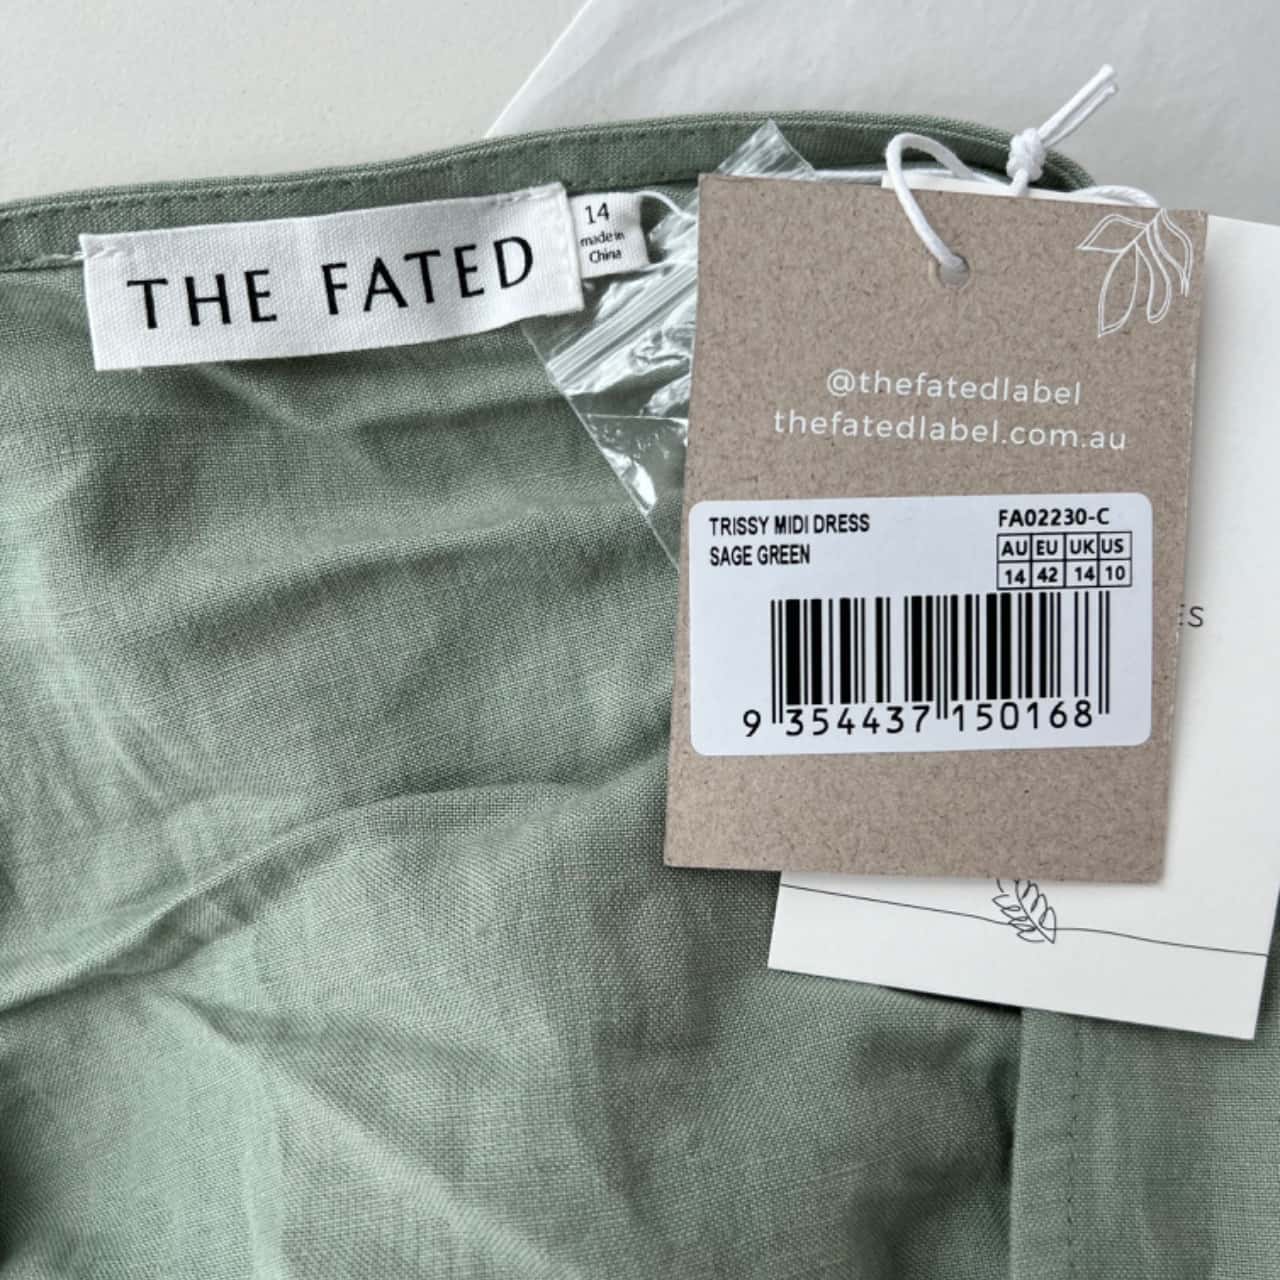 THE FATED
14
made in
China
@thefatedlabel
thefatedlabel.com.au
TRISSY MIDI DRESS
SAGE GREEN
FA02230-C
AU EU UK US
14 42 14 10
9 354437 150168